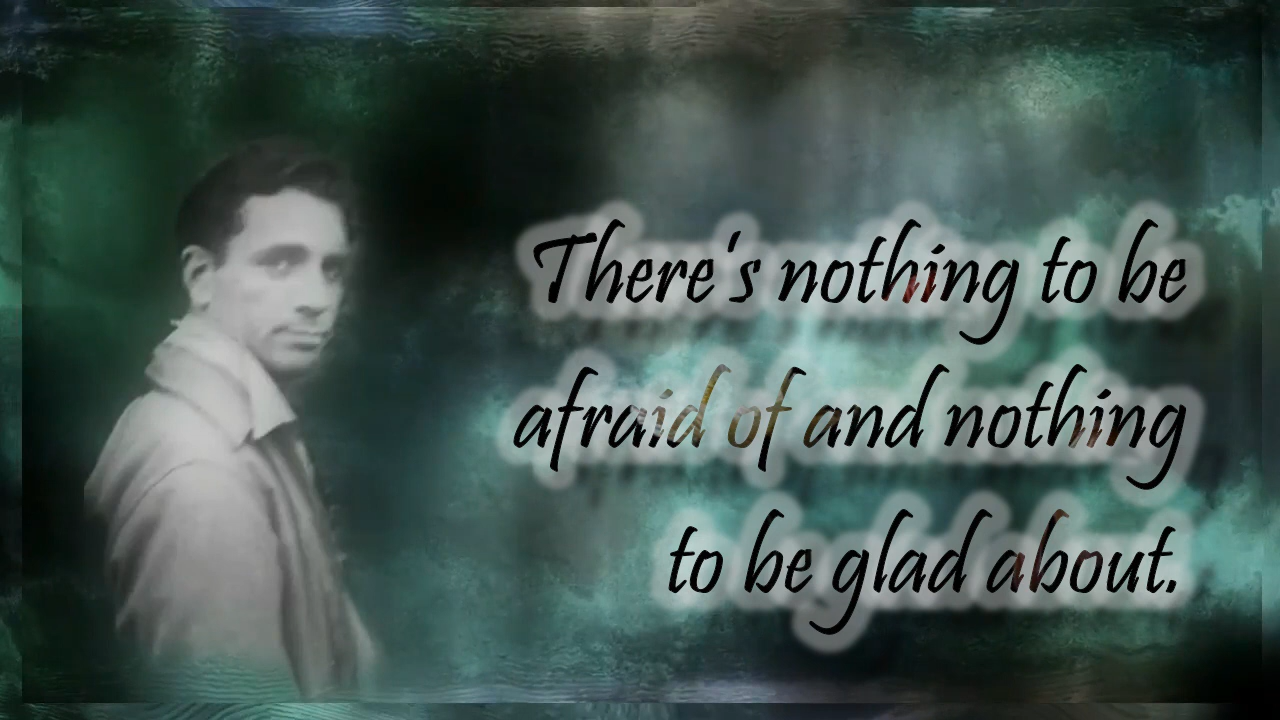 There's nothing to be
afraid of and nothing
to be glad about.